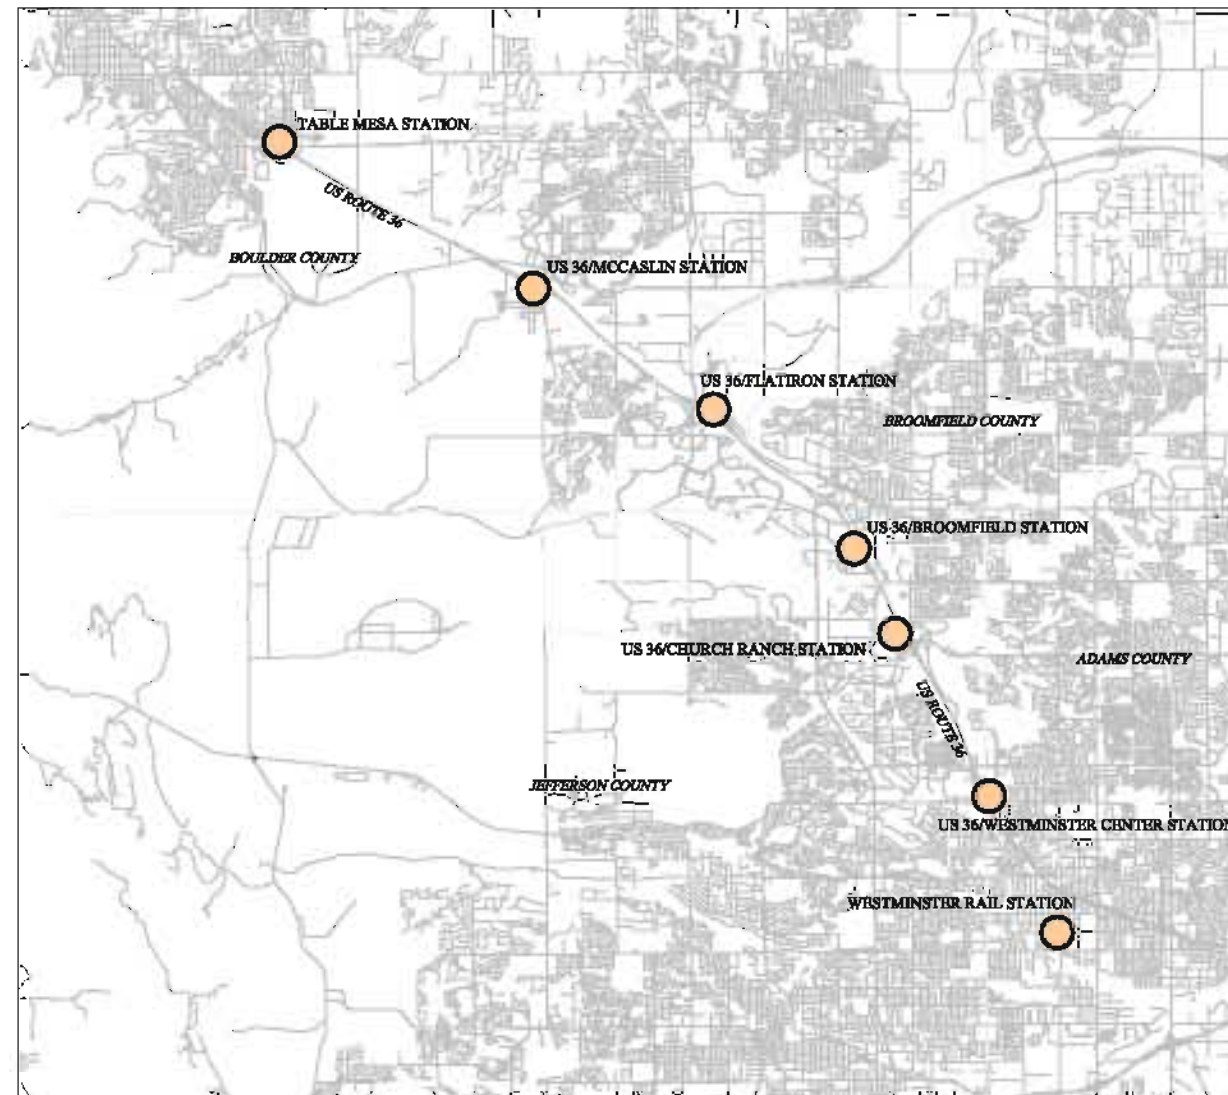 TABLE MESA STATION
US ROUTE 36
BOULDER COUNTY
US 36/MCCASLIN STATION
US 36/FLATIRON STATION
BROOMFIELD COUNTY
US 36/BROOMFIELD STATION
US 36/CHURCH RANCH STATION
ADAMS COUNTY
US ROUTE 36
JEFFERSON COUNTY
US 36/WESTMINSTER CENTER STATION
WESTMINSTER RAIL STATION